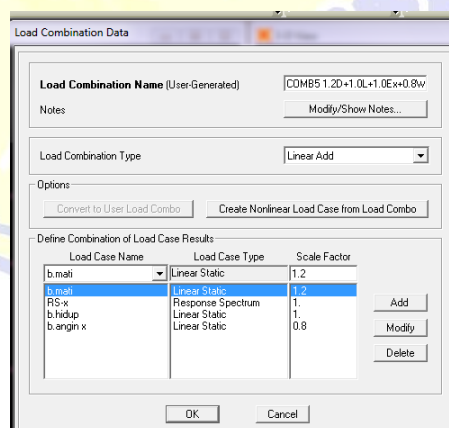 Load Combination Data
Load Combination Name (User-Generated)
COMB5 1.2D+1.0L+1.0Ex+0.8W
Notes
Modify/Show Notes...
Load Combination Type
Linear Add
Options
Convert to User Load Combo
Create Nonlinear Load Case from Load Combo
Define Combination of Load Case Results
Load Case Name Load Case Type Scale Factor
b.mati Linear Static 1.2
b.mati Linear Static 1.2
RS-x Response Spectrum 1.
b.hidup Linear Static 1.
b.angin x Linear Static 0.8
Add
Modify
Delete
OK Cancel